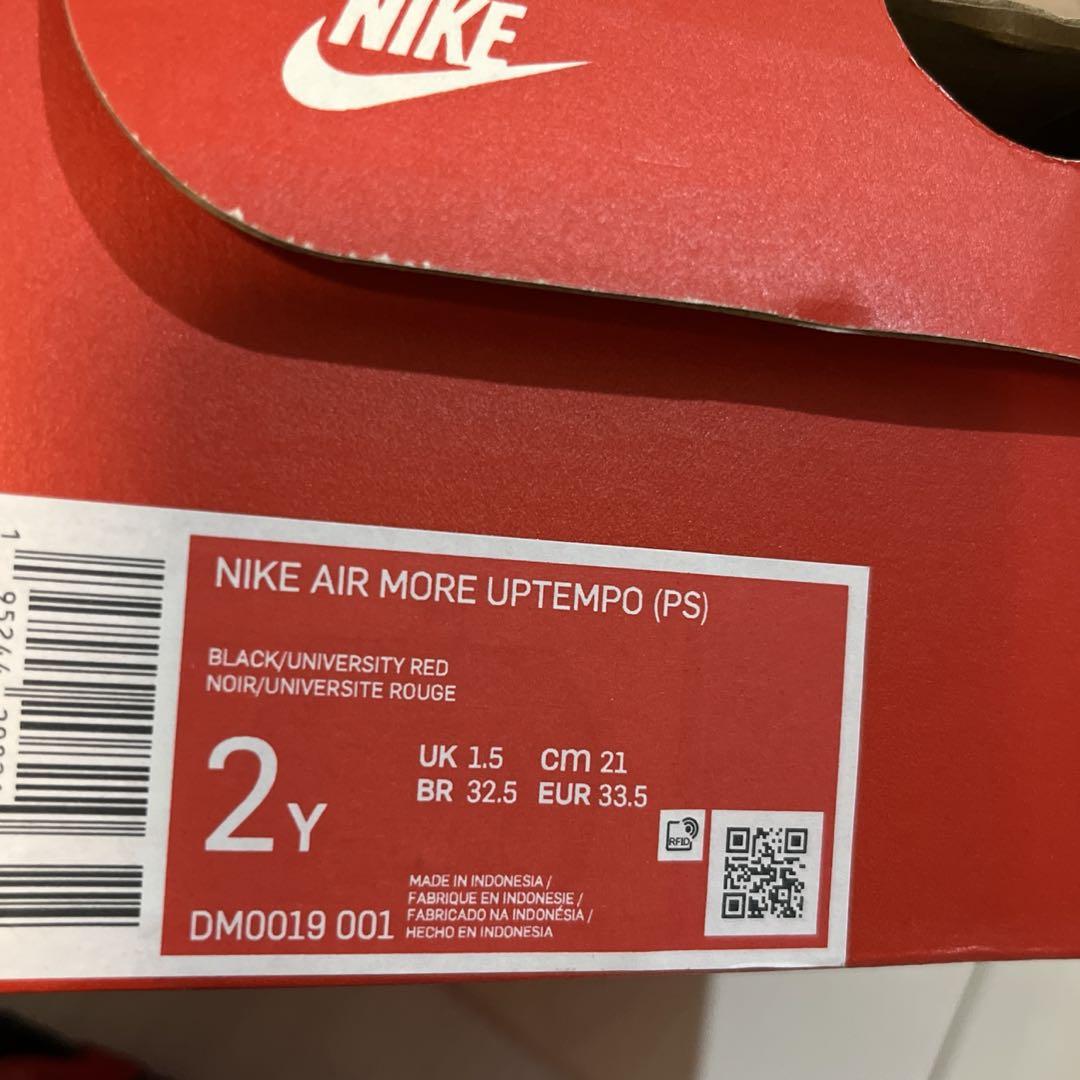 NIKE
NIKE AIR MORE UPTEMPO (PS)
BLACK/UNIVERSITY RED
NOIR/UNIVERSITE ROUGE
2Y
UK 1.5 cm 21
BR 32.5 EUR 33.5
RFID
MADE IN INDONESIA /
FABRIQUE EN INDONESIE /
FABRICADO NA INDONÉSIA /
HECHO EN INDONESIA
DM0019 001